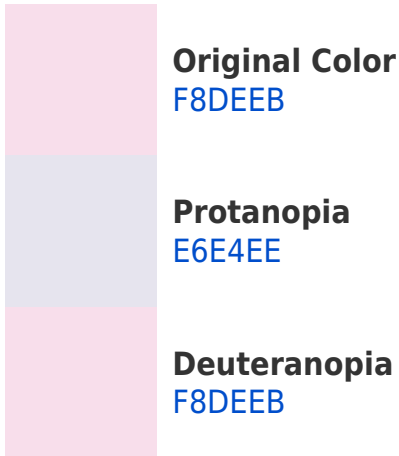 Original Color
F8DEEB
Protanopia
E6E4EE
Deuteranopia
F8DEEB